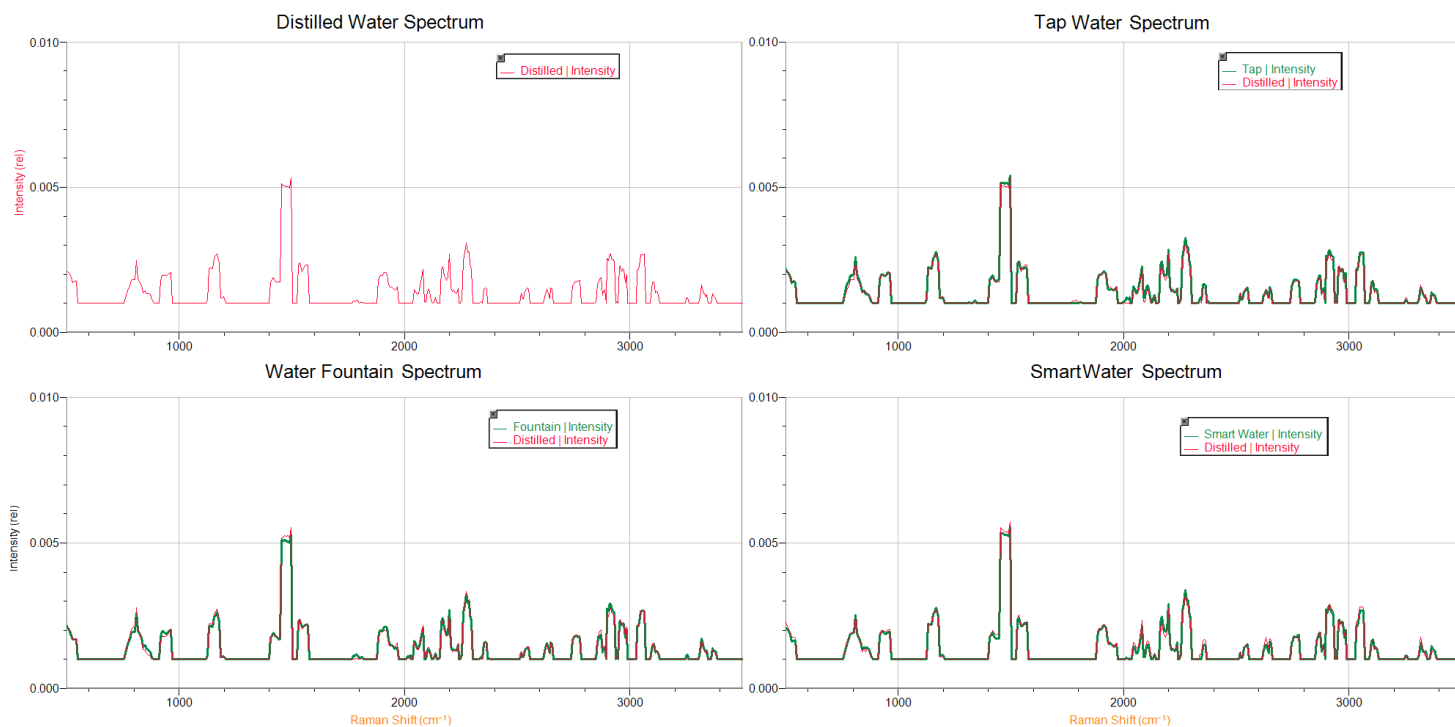 Distilled Water Spectrum
0.010
Distilled | Intensity
Intensity (rel)
0.005
0.000
1000
2000
3000
Tap Water Spectrum
0.010
Tap | Intensity
Distilled | Intensity
0.005
0.000
1000
2000
3000
Water Fountain Spectrum
0.010
Fountain | Intensity
Distilled | Intensity
Intensity (rel)
0.005
0.000
1000
2000
3000
Raman Shift (cm⁻¹)
SmartWater Spectrum
0.010
Smart Water | Intensity
Distilled | Intensity
0.005
0.000
1000
2000
3000
Raman Shift (cm⁻¹)